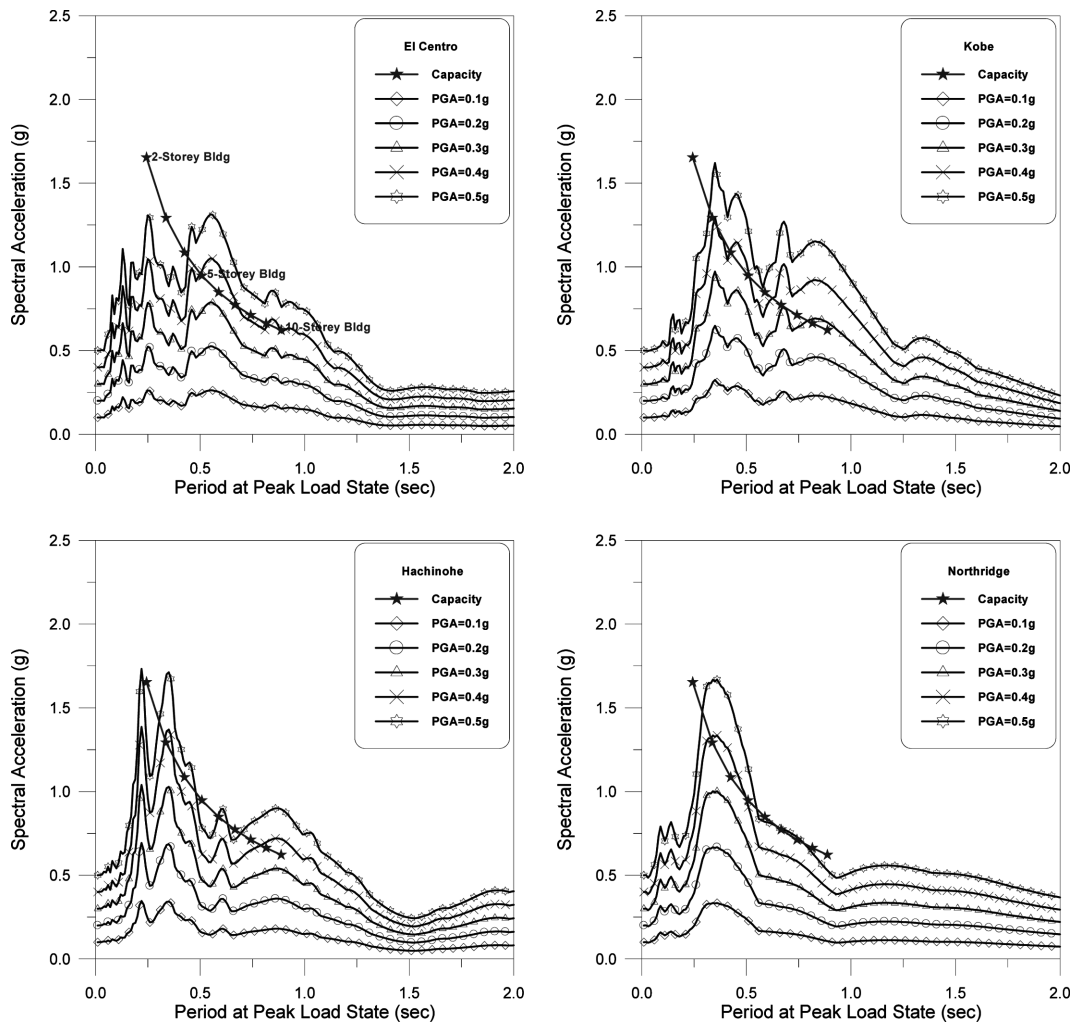 El Centro
Capacity
PGA=0.1g
PGA=0.2g
PGA=0.3g
PGA=0.4g
PGA=0.5g
2-Storey Bldg
5-Storey Bldg
10-Storey Bldg
2.5
2.0
1.5
1.0
0.5
0.0
Spectral Acceleration (g)
0.0 0.5 1.0 1.5 2.0
Period at Peak Load State (sec)
Kobe
Capacity
PGA=0.1g
PGA=0.2g
PGA=0.3g
PGA=0.4g
PGA=0.5g
2.5
2.0
1.5
1.0
0.5
0.0
Spectral Acceleration (g)
0.0 0.5 1.0 1.5 2.0
Period at Peak Load State (sec)
Hachinohe
Capacity
PGA=0.1g
PGA=0.2g
PGA=0.3g
PGA=0.4g
PGA=0.5g
2.5
2.0
1.5
1.0
0.5
0.0
Spectral Acceleration (g)
0.0 0.5 1.0 1.5 2.0
Period at Peak Load State (sec)
Northridge
Capacity
PGA=0.1g
PGA=0.2g
PGA=0.3g
PGA=0.4g
PGA=0.5g
2.5
2.0
1.5
1.0
0.5
0.0
Spectral Acceleration (g)
0.0 0.5 1.0 1.5 2.0
Period at Peak Load State (sec)